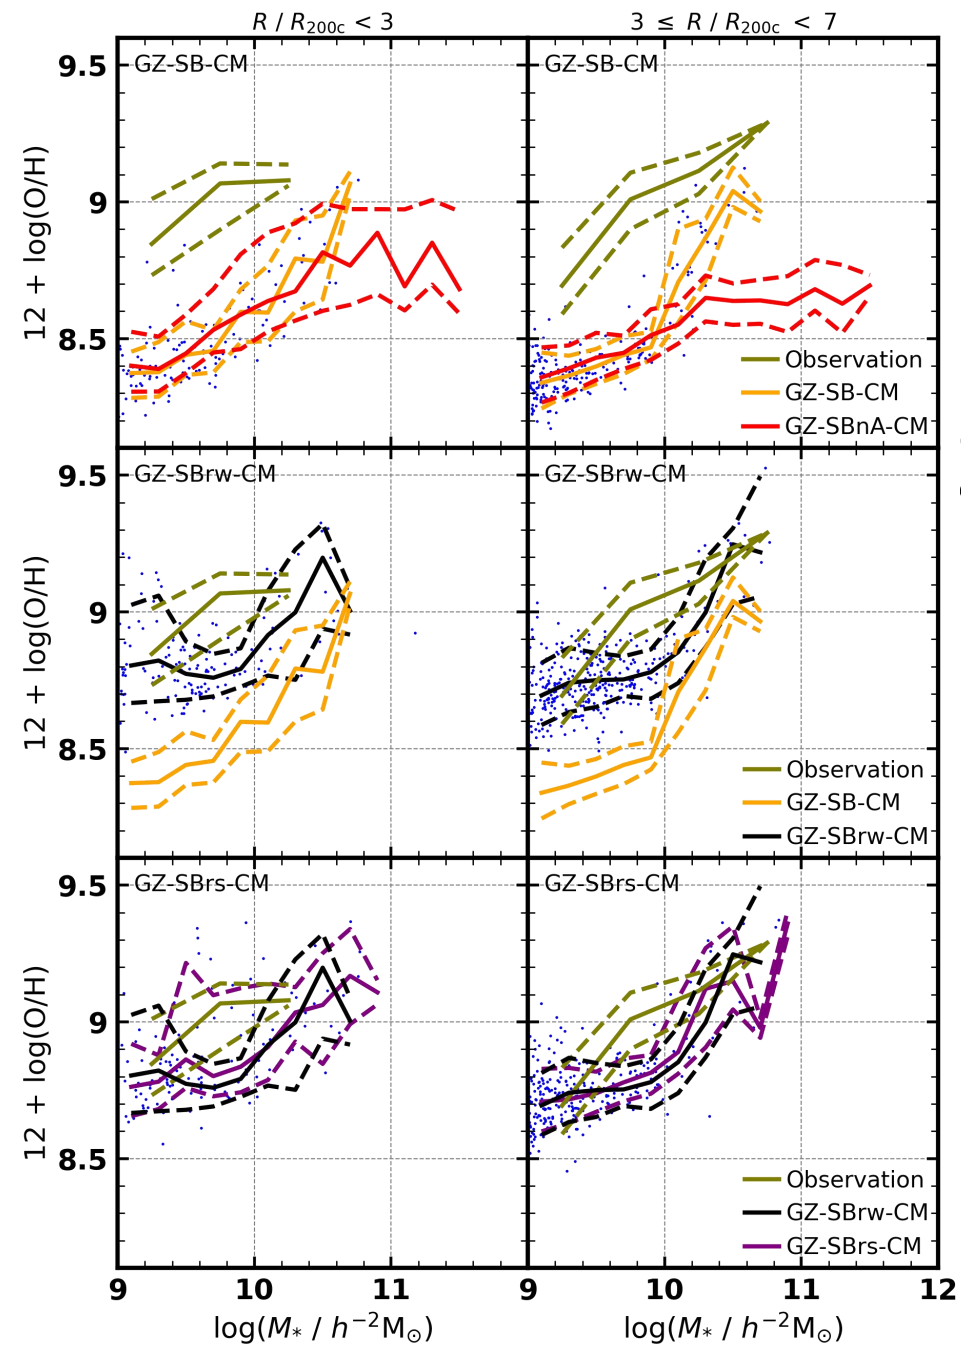 R / R200c < 3
3 ≤ R / R200c < 7
GZ-SB-CM
GZ-SB-CM
9.5
9
8.5
12 + log(O/H)
Observation
GZ-SB-CM
GZ-SBnA-CM
GZ-SBrw-CM
GZ-SBrw-CM
9.5
9
8.5
12 + log(O/H)
Observation
GZ-SB-CM
GZ-SBrw-CM
GZ-SBrs-CM
GZ-SBrs-CM
9.5
9
8.5
12 + log(O/H)
Observation
GZ-SBrw-CM
GZ-SBrs-CM
9 10 11 9 10 11 12
log(M* / h⁻²M⊙)
log(M* / h⁻²M⊙)